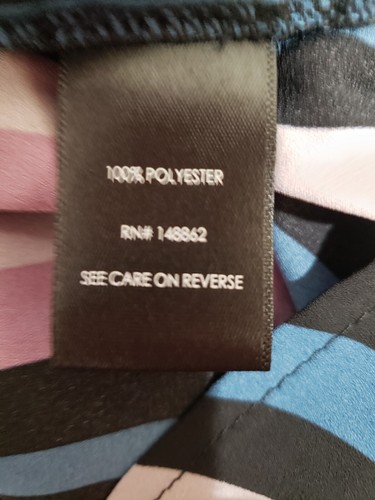 100% POLYESTER
RN# 148862
SEE CARE ON REVERSE